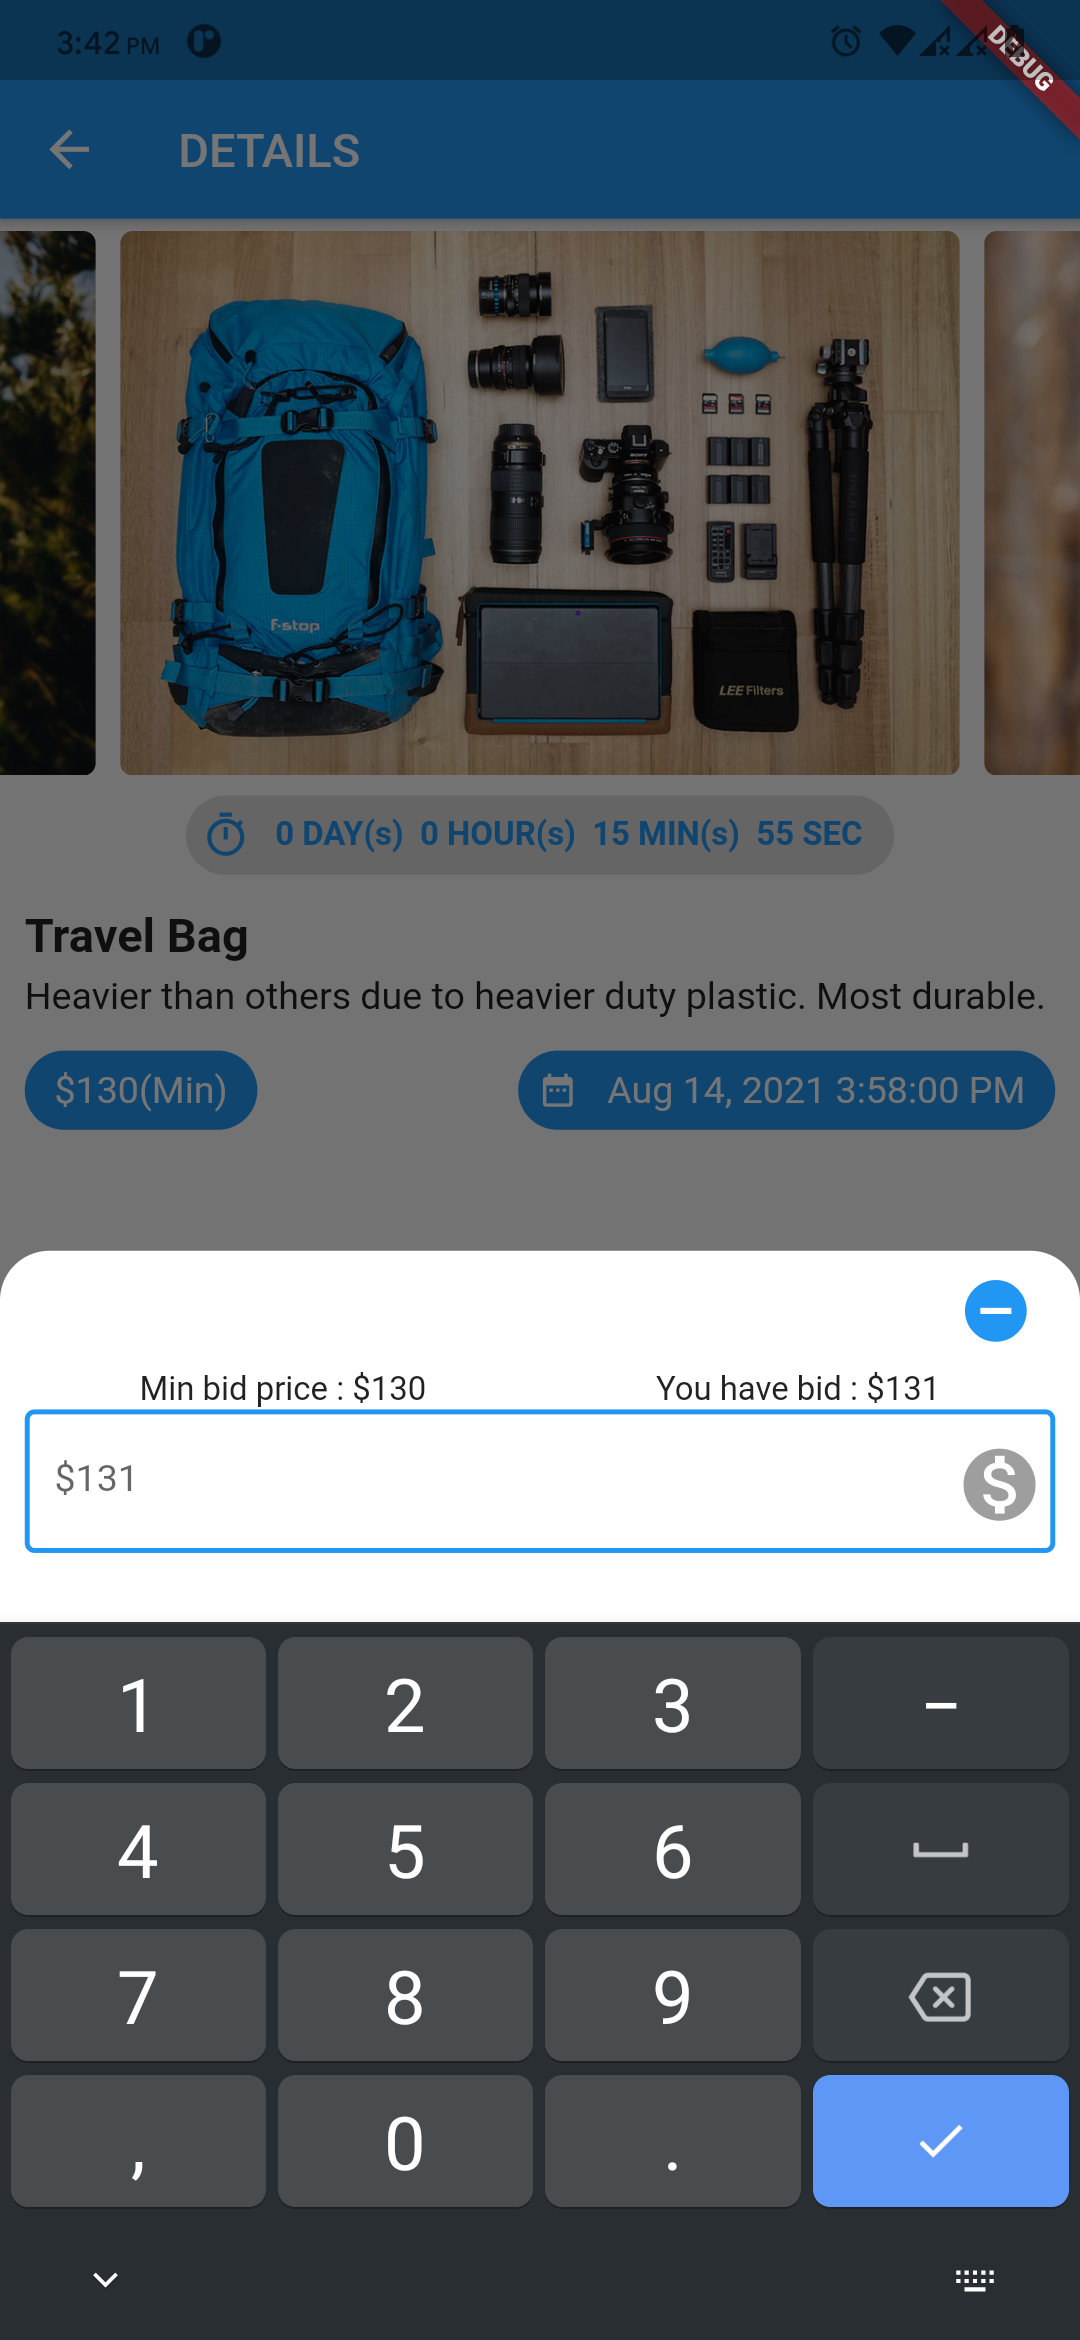 3:42 PM
DEBUG
DETAILS
f-stop
LEE Filters
0 DAY(s) 0 HOUR(s) 15 MIN(s) 55 SEC
Travel Bag
Heavier than others due to heavier duty plastic. Most durable.
$130(Min)
Aug 14, 2021 3:58:00 PM
Min bid price : $130
You have bid : $131
$131
$
1 2 3 –
4 5 6
7 8 9
, 0 .